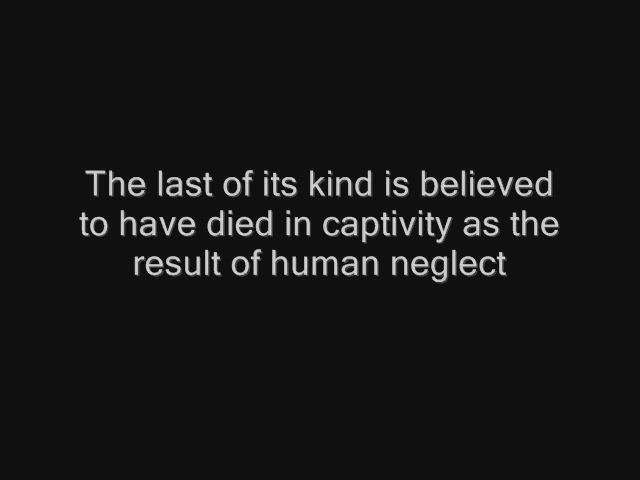 The last of its kind is believed
to have died in captivity as the
result of human neglect